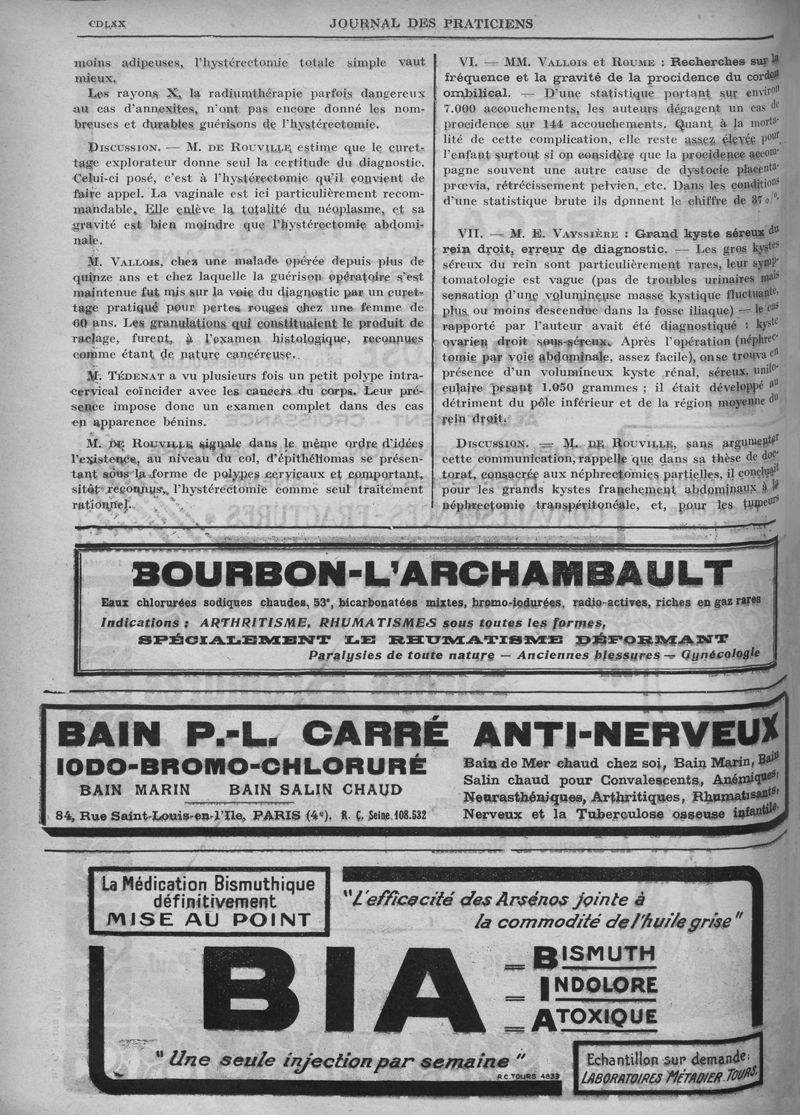 CDLXX
JOURNAL DES PRATICIENS
moins adipeuses, l'hystérectomie totale simple vaut
mieux.
Les rayons X, la radiumthérapie parfois dangereux
au cas d'annexites, n'ont pas encore donné les nom-
breuses et durables guérisons de l'hystérectomie.
DISCUSSION. — M. DE ROUVILLE estime que le curet-
tage explorateur donne seul la certitude du diagnostic.
Celui-ci posé, c'est à l'hystérectomie qu'il convient de
faire appel. La vaginale est ici particulièrement recom-
mandable. Elle enlève la totalité du néoplasme, et sa
gravité est bien moindre que l'hystérectomie abdomi-
nale.
M. VALLOIS, chez une malade opérée depuis plus de
quinze ans et chez laquelle la guérison opératoire s'est
maintenue fut mis sur la voie du diagnostic par un curet-
tage pratiqué pour pertes rouges chez une femme de
60 ans. Les granulations qui constituaient le produit de
raclage, furent, à l'examen histologique, reconnues
comme étant de nature cancéreuse.
M. TÉDENAT a vu plusieurs fois un petit polype intra-
cervical coïncider avec les cancers du corps. Leur pré-
sence impose donc un examen complet dans des cas
en apparence bénins.
M. DE ROUVILLE signale dans le même ordre d'idées
l'existence, au niveau du col, d'épithéliomas se présen-
tant sous la forme de polypes cervicaux et comportant,
sitôt reconnus, l'hystérectomie comme seul traitement
rationnel.
VI. — MM. VALLOIS et ROUME : Recherches sur la
fréquence et la gravité de la procidence du cordon
ombilical. — D'une statistique portant sur environ
7.000 accouchements, les auteurs dégagent un cas de
procidence sur 144 accouchements. Quant à la morta-
lité de cette complication, elle reste assez élevée pour
l'enfant surtout si on considère que la procidence accom-
pagne souvent une autre cause de dystocie placenta-
prœvia, rétrécissement pelvien, etc. Dans les conditions
d'une statistique brute ils donnent le chiffre de 37 %.
VII. — M. E. VAYSSIÈRE : Grand kyste séreux du
rein droit, erreur de diagnostic. — Les gros kystes
séreux du rein sont particulièrement rares, leur symp-
tomatologie est vague (pas de troubles urinaires mais
sensation d'une volumineuse masse kystique fluctuante,
plus ou moins descendue dans la fosse iliaque) — le cas
rapporté par l'auteur avait été diagnostiqué : kyste
ovarien droit sous-séreux. Après l'opération (néphrec-
tomie par voie abdominale, assez facile), on se trouva en
présence d'un volumineux kyste rénal, séreux, unilo-
culaire pesant 1.050 grammes ; il était développé au
détriment du pôle inférieur et de la région moyenne du
rein droit.
DISCUSSION. — M. DE ROUVILLE, sans argumenter
cette communication, rappelle que dans sa thèse de doc-
torat, consacrée aux néphrectomies partielles, il concluait
pour les grands kystes franchement abdominaux à la
néphrectomie transpéritonéale, et, pour les tumeurs
BOURBON-L'ARCHAMBAULT
Eaux chlorurées sodiques chaudes, 53°, bicarbonatées mixtes, bromo-iodurées, radio-actives, riches en gaz rares
Indications : ARTHRITISME, RHUMATISMES sous toutes les formes,
SPÉCIALEMENT LE RHUMATISME DÉFORMANT
Paralysies de toute nature — Anciennes blessures — Gynécologie
BAIN P.-L. CARRÉ ANTI-NERVEUX
IODO-BROMO-CHLORURÉ
BAIN MARIN BAIN SALIN CHAUD
84, Rue Saint-Louis-en-l'Ile, PARIS (4e). R. C. Seine 108.532
Bain de Mer chaud chez soi, Bain Marin, Bain
Salin chaud pour Convalescents, Anémiques,
Neurasthéniques, Arthritiques, Rhumatisants,
Nerveux et la Tuberculose osseuse infantile.
La Médication Bismuthique
définitivement
MISE AU POINT
"L'efficacité des Arsénos jointe à
la commodité de l'huile grise"
BIA
= BISMUTH
= INDOLORE
= ATOXIQUE
"Une seule injection par semaine"
R.C. TOURS 4633
Echantillon sur demande:
LABORATOIRES MÉTADIER. TOURS.